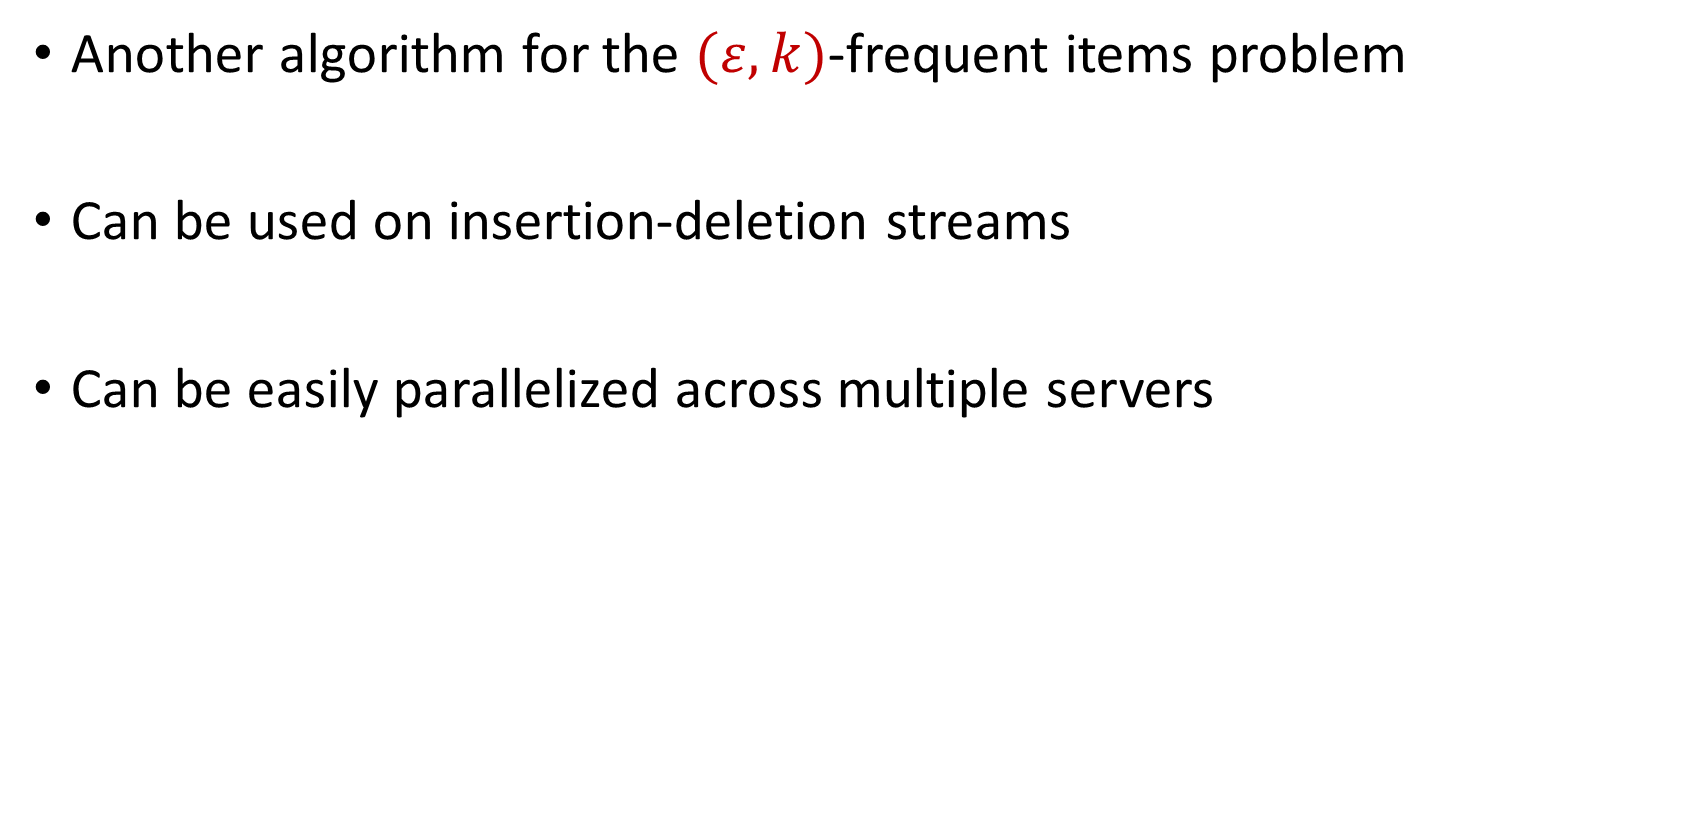 • Another algorithm for the (ε, k)-frequent items problem
• Can be used on insertion-deletion streams
• Can be easily parallelized across multiple servers